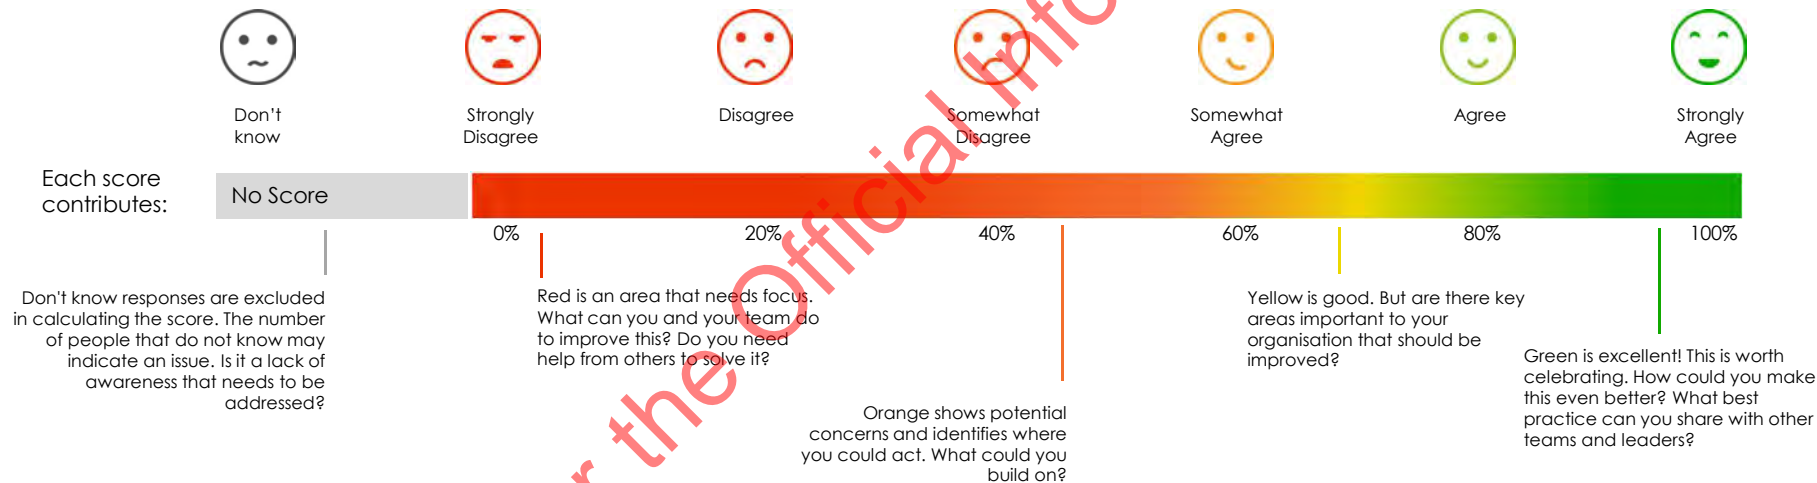 Don't
know
Strongly
Disagree
Disagree
Somewhat
Disagree
Somewhat
Agree
Agree
Strongly
Agree
Each score
contributes:
No Score
0%
20%
40%
60%
80%
100%
Don't know responses are excluded
in calculating the score. The number
of people that do not know may
indicate an issue. Is it a lack of
awareness that needs to be
addressed?
Red is an area that needs focus.
What can you and your team do
to improve this? Do you need
help from others to solve it?
Orange shows potential
concerns and identifies where
you could act. What could you
build on?
Yellow is good. But are there key
areas important to your
organisation that should be
improved?
Green is excellent! This is worth
celebrating. How could you make
this even better? What best
practice can you share with other
teams and leaders?
the Official